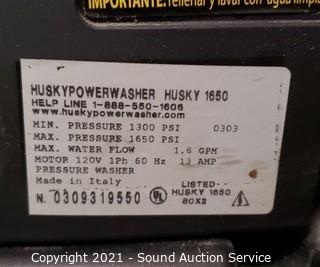 IMPORTANTE: Rellenar y lavar con agua limpia
HUSKYPOWERWASHER HUSKY 1650
HELP LINE 1-888-550-1606
www.huskypowerwasher.com
MIN. PRESSURE 1300 PSI 0303
MAX. PRESSURE 1650 PSI
MAX. WATER FLOW 1.6 GPM
MOTOR 120V 1Ph 60 Hz 13 AMP
PRESSURE WASHER
Made in Italy
LISTED
HUSKY 1650
80X2
N. 0309319550
UL
Copyright 2021 - Sound Auction Service